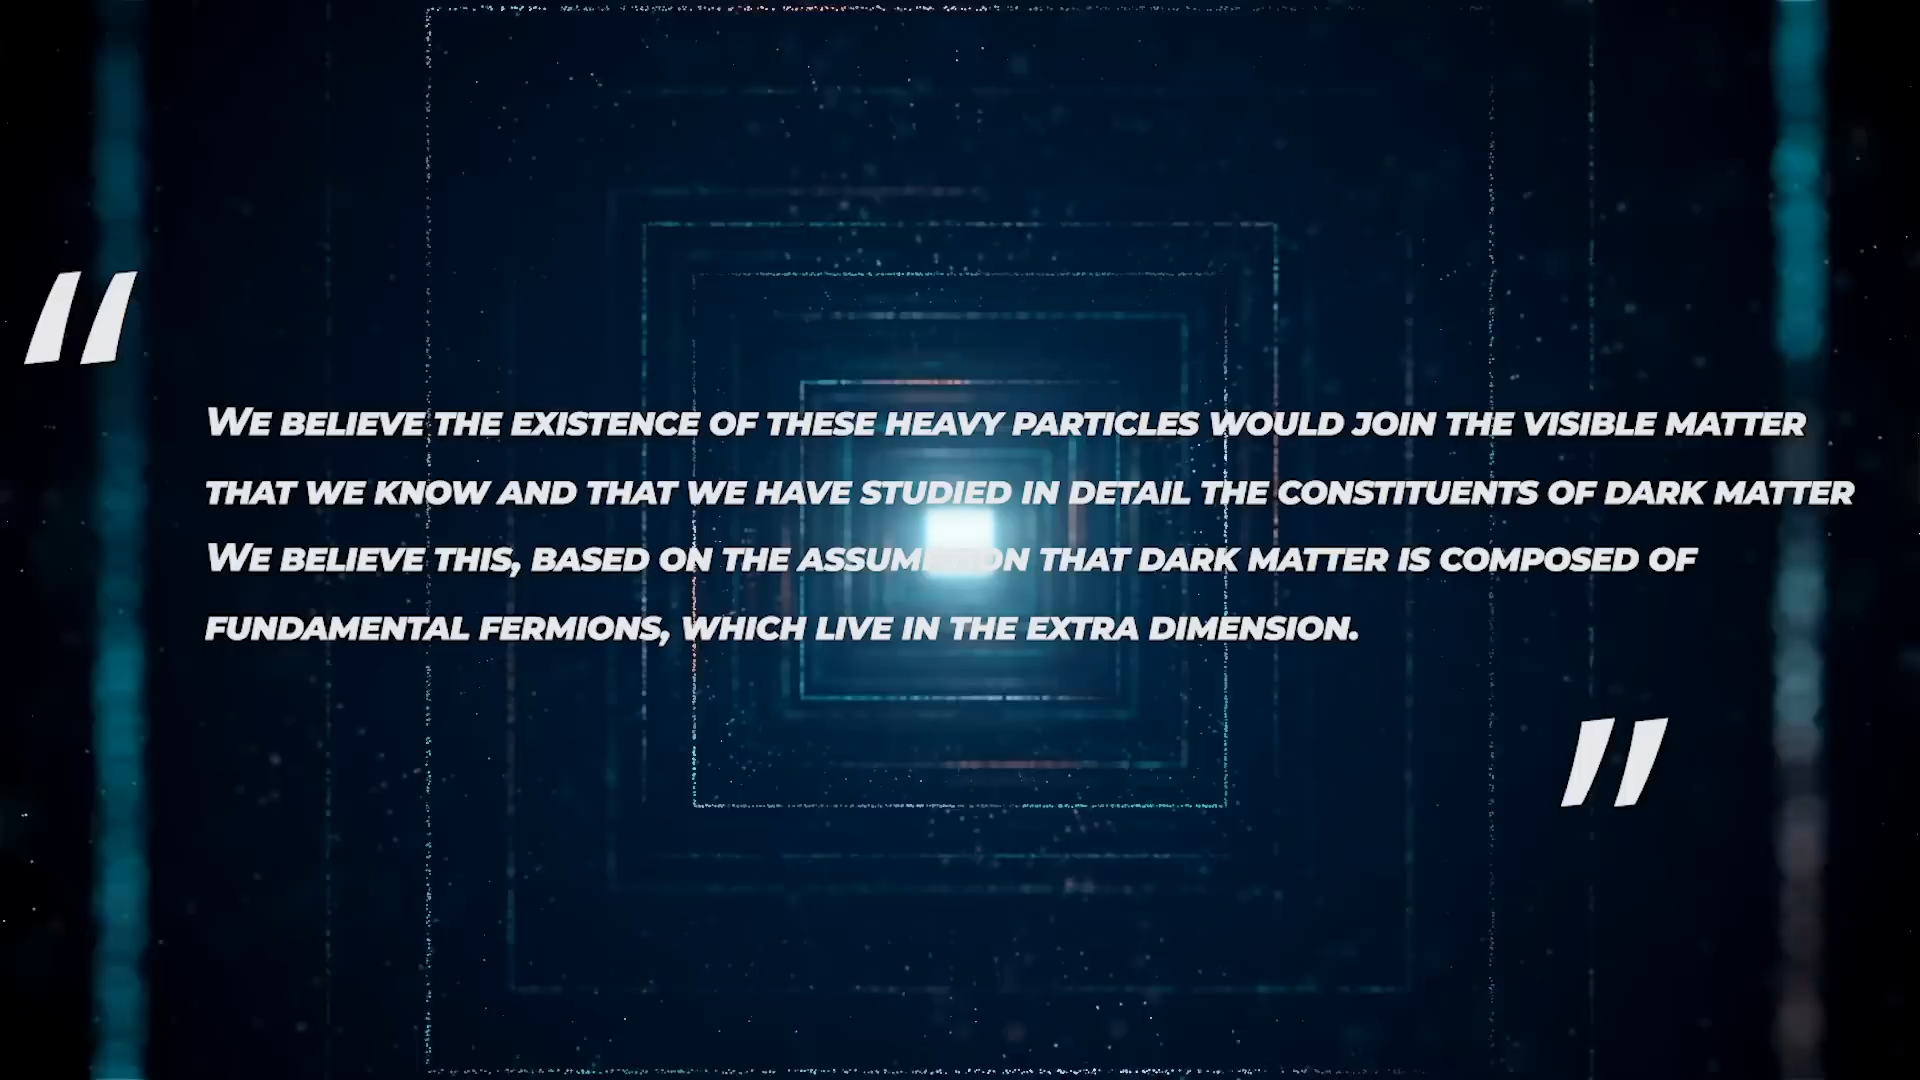 "
WE BELIEVE THE EXISTENCE OF THESE HEAVY PARTICLES WOULD JOIN THE VISIBLE MATTER
THAT WE KNOW AND THAT WE HAVE STUDIED IN DETAIL THE CONSTITUENTS OF DARK MATTER
WE BELIEVE THIS, BASED ON THE ASSUMPTION THAT DARK MATTER IS COMPOSED OF
FUNDAMENTAL FERMIONS, WHICH LIVE IN THE EXTRA DIMENSION.
"